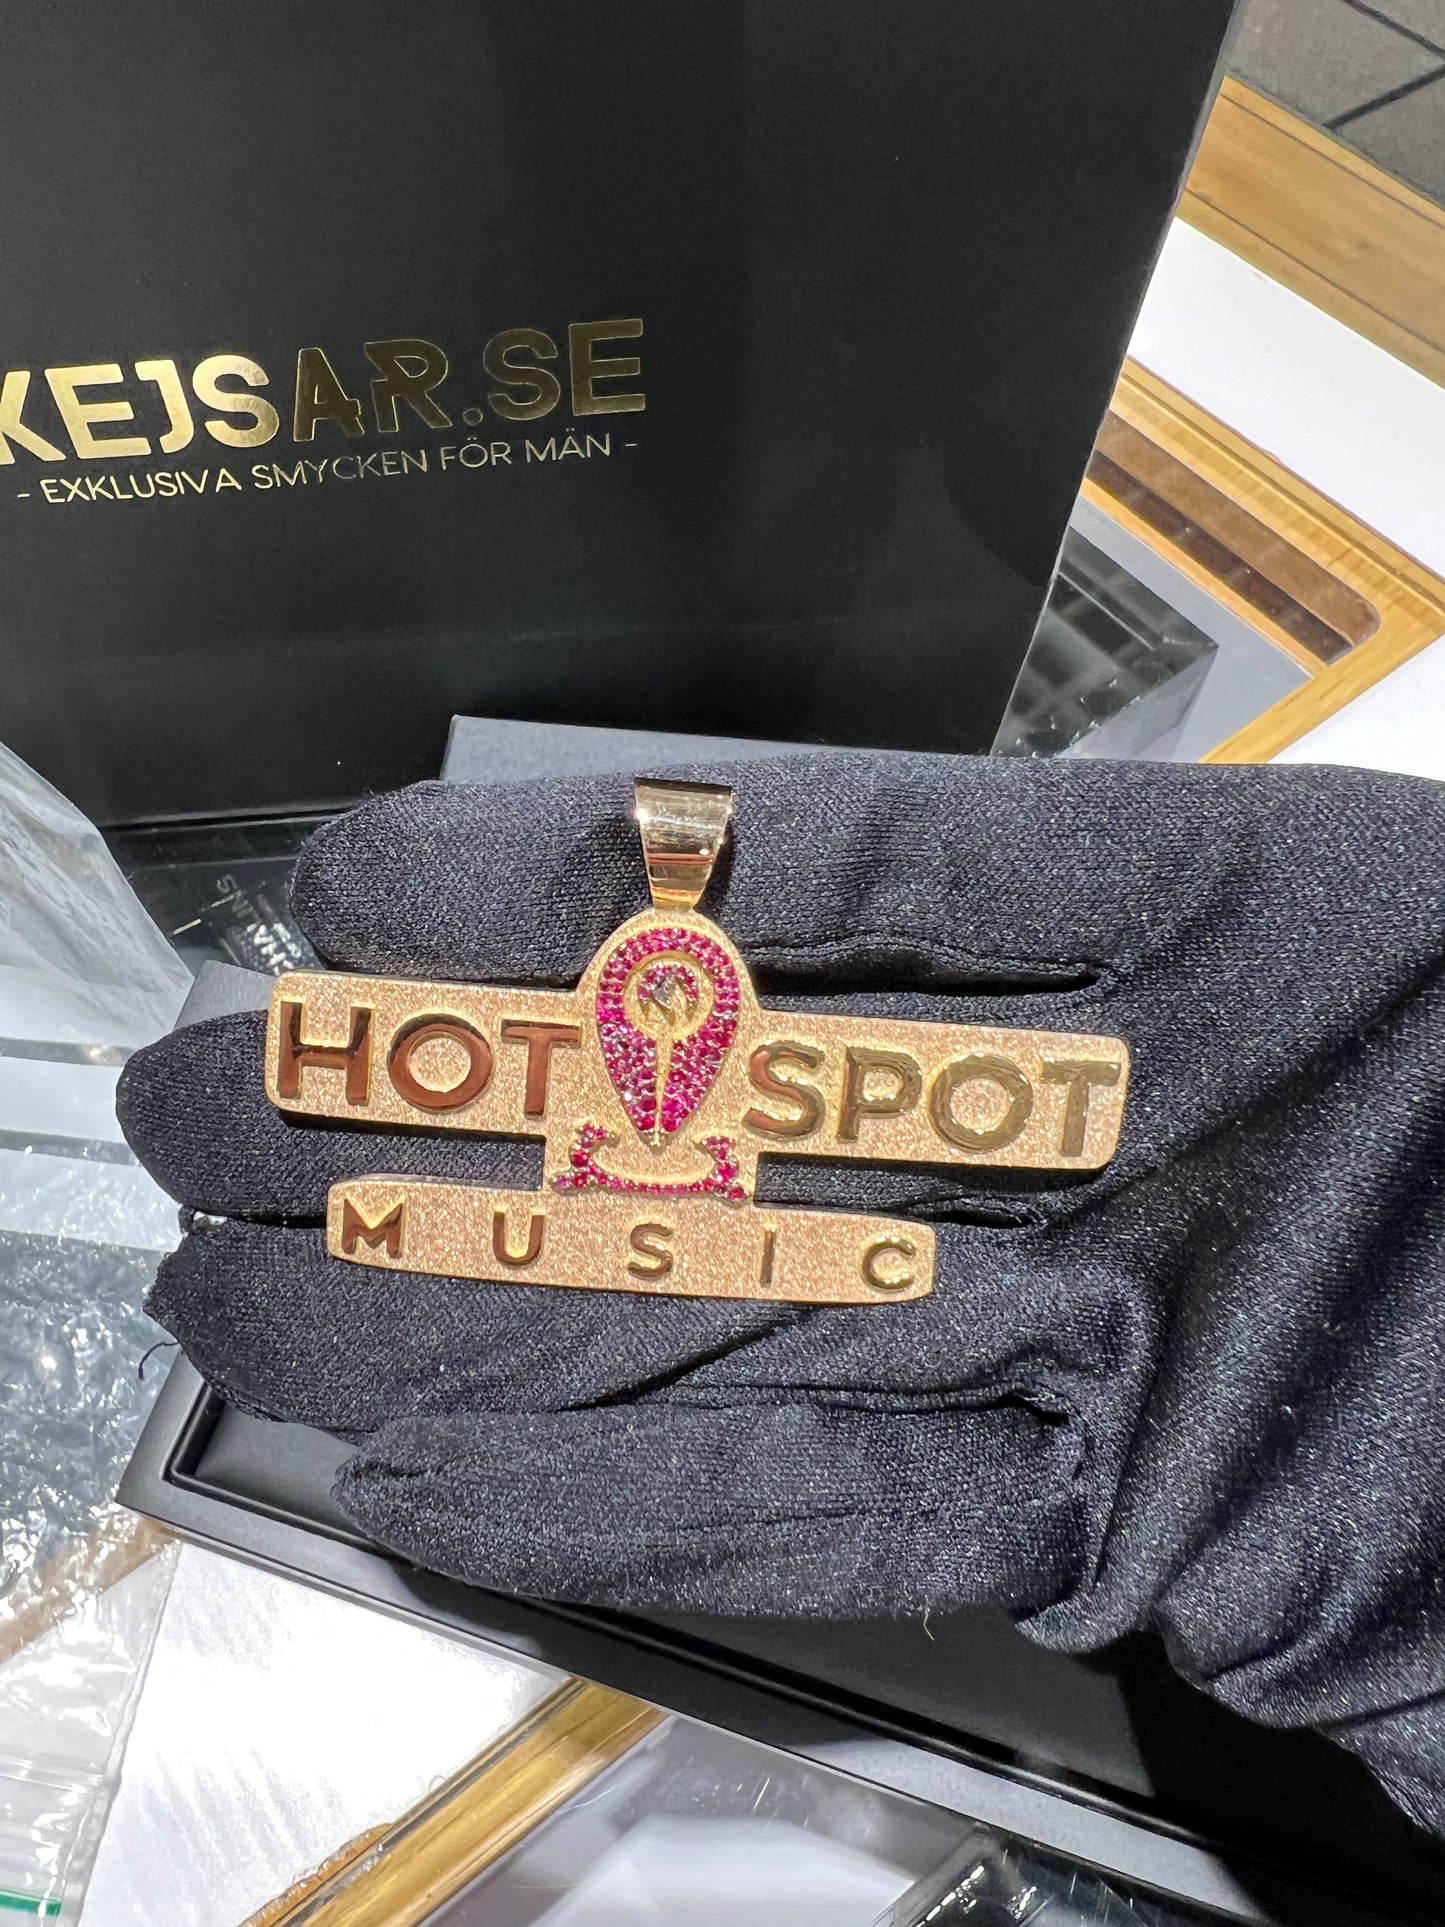 KEJSAR.SE
- EXKLUSIVA SMYCKEN FÖR MÄN -
HOT SPOT
MUSIC